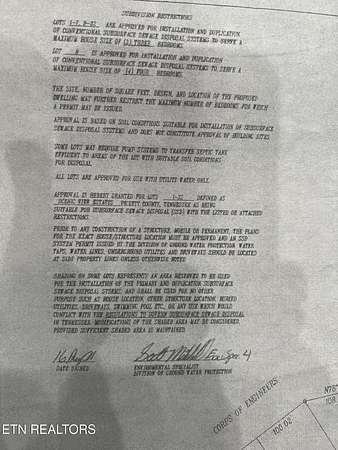 SUBDIVISION RESTRICTIONS
LOTS 1-7, 9-32 ARE APPROVED FOR INSTALLATION AND DUPLICATION
OF CONVENTIONAL SUBSURFACE SEWAGE DISPOSAL SYSTEMS TO SERVE A
MAXIMUM HOUSE SIZE OF (3) THREE BEDROOMS.
LOT 8 IS APPROVED FOR INSTALLATION AND DUPLICATION
OF CONVENTIONAL SUBSURFACE SEWAGE DISPOSAL SYSTEMS TO SERVE A
MAXIMUM HOUSE SIZE OF (4) FOUR BEDROOMS.
THE SIZE, NUMBER OF SQUARE FEET, DESIGN, AND LOCATION OF THE PROPOSED
DWELLING MAY FURTHER RESTRICT THE MAXIMUM NUMBER OF BEDROOMS FOR WHICH
A PERMIT MAY BE ISSUED.
APPROVAL IS BASED ON SOIL CONDITIONS SUITABLE FOR INSTALLATION OF SUBSURFACE
SEWAGE DISPOSAL SYSTEMS AND DOES NOT CONSTITUTE APPROVAL OF BUILDING SITES
SOME LOTS MAY REQUIRE PUMP SYSTEMS TO TRANSFER SEPTIC TANK
EFFLUENT TO AREAS OF THE LOT WITH SUITABLE SOIL CONDITIONS
FOR DISPOSAL.
ALL LOTS ARE APPROVED FOR USE WITH UTILITY WATER ONLY.
APPROVAL IS HEREBY GRANTED FOR LOTS 1-32 DEFINED AS
VIEW ESTATES COUNTY, TENNESSEE AS BEING
SUITABLE FOR SUBSURFACE SEWAGE DISPOSAL (SSD) WITH THE LISTED OR ATTACHED
RESTRICTIONS
PRIOR TO ANY CONSTRUCTION OF A STRUCTURE, MOBILE OR PERMANENT, THE PLANS
FOR THE EXACT HOUSE/STRUCTURE LOCATION MUST BE APPROVED AND AN SSD
SYSTEM PERMIT ISSUED BY THE DIVISION OF GROUND WATER PROTECTION. WATER
TAPS, WATER LINES, UNDERGROUND UTILITIES AND DRIVEWAYS SHOULD BE LOCATED
AT SIDE PROPERTY LINES UNLESS OTHERWISE NOTED
SHADING ON SOME LOTS REPRESENTS AN AREA RESERVED TO BE USED
FOR THE INSTALLATION OF THE PRIMARY AND DUPLICATION SUBSURFACE
SEWAGE DISPOSAL SYSTEMS, AND SHALL BE USED FOR NO OTHER
PURPOSE SUCH AS HOUSE LOCATION, OTHER STRUCTURE LOCATION, BURIED
UTILITIES, DRIVEWAYS, SWIMMING POOL ETC., OR ANY USE WHICH WOULD
CONFLICT WITH THE REGULATIONS TO GOVERN SUBSURFACE SEWAGE DISPOSAL
IN TENNESSEE. MODIFICATIONS OF THE SHADED AREA MAY BE CONSIDERED,
PROVIDED SUFFICIENT SHADED AREA IS MAINTAINED
16 4
DATE SIGNED ENVIRONMENTAL SPECIALIST
DIVISION OF GROUND WATER PROTECTION
CORPS OF ENGINEERS
100.02
N76°
108
ETN REALTORS